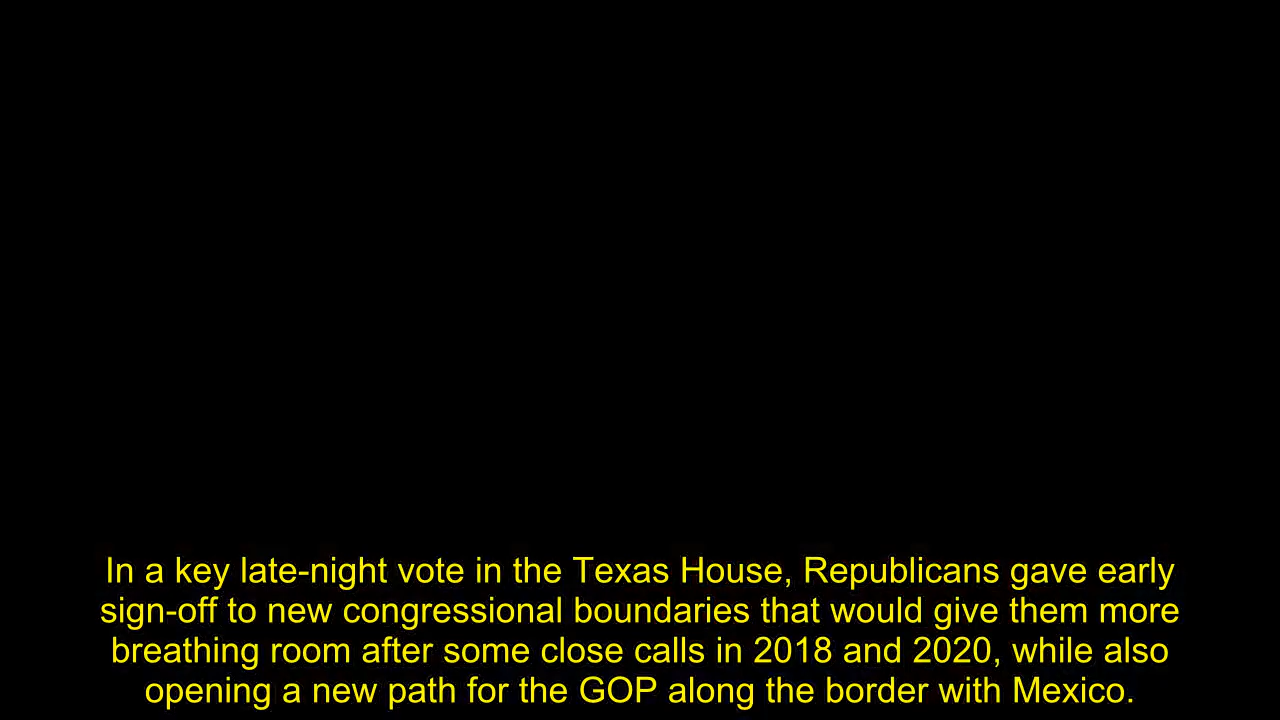 In a key late-night vote in the Texas House, Republicans gave early
sign-off to new congressional boundaries that would give them more
breathing room after some close calls in 2018 and 2020, while also
opening a new path for the GOP along the border with Mexico.